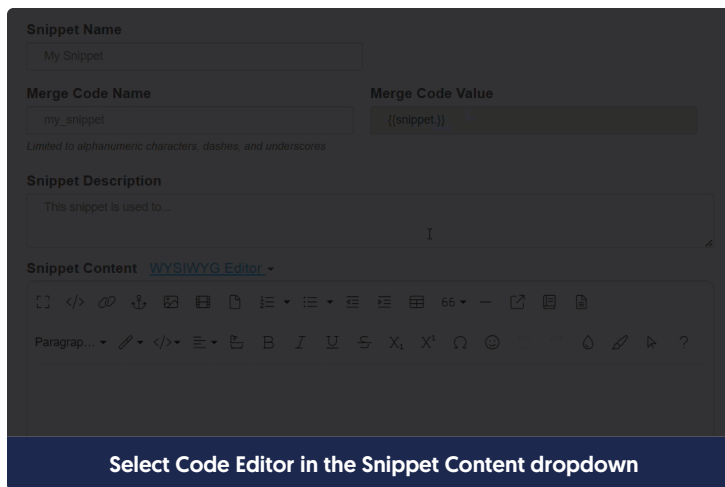 Snippet Name
My Snippet
Merge Code Name Merge Code Value
my_snippet {{snippet.}}
Limited to alphanumeric characters, dashes, and underscores
Snippet Description
This snippet is used to...
Snippet Content WYSIWYG Editor
66
Paragrap... B I U S X₁ X¹ Ω ?
Select Code Editor in the Snippet Content dropdown